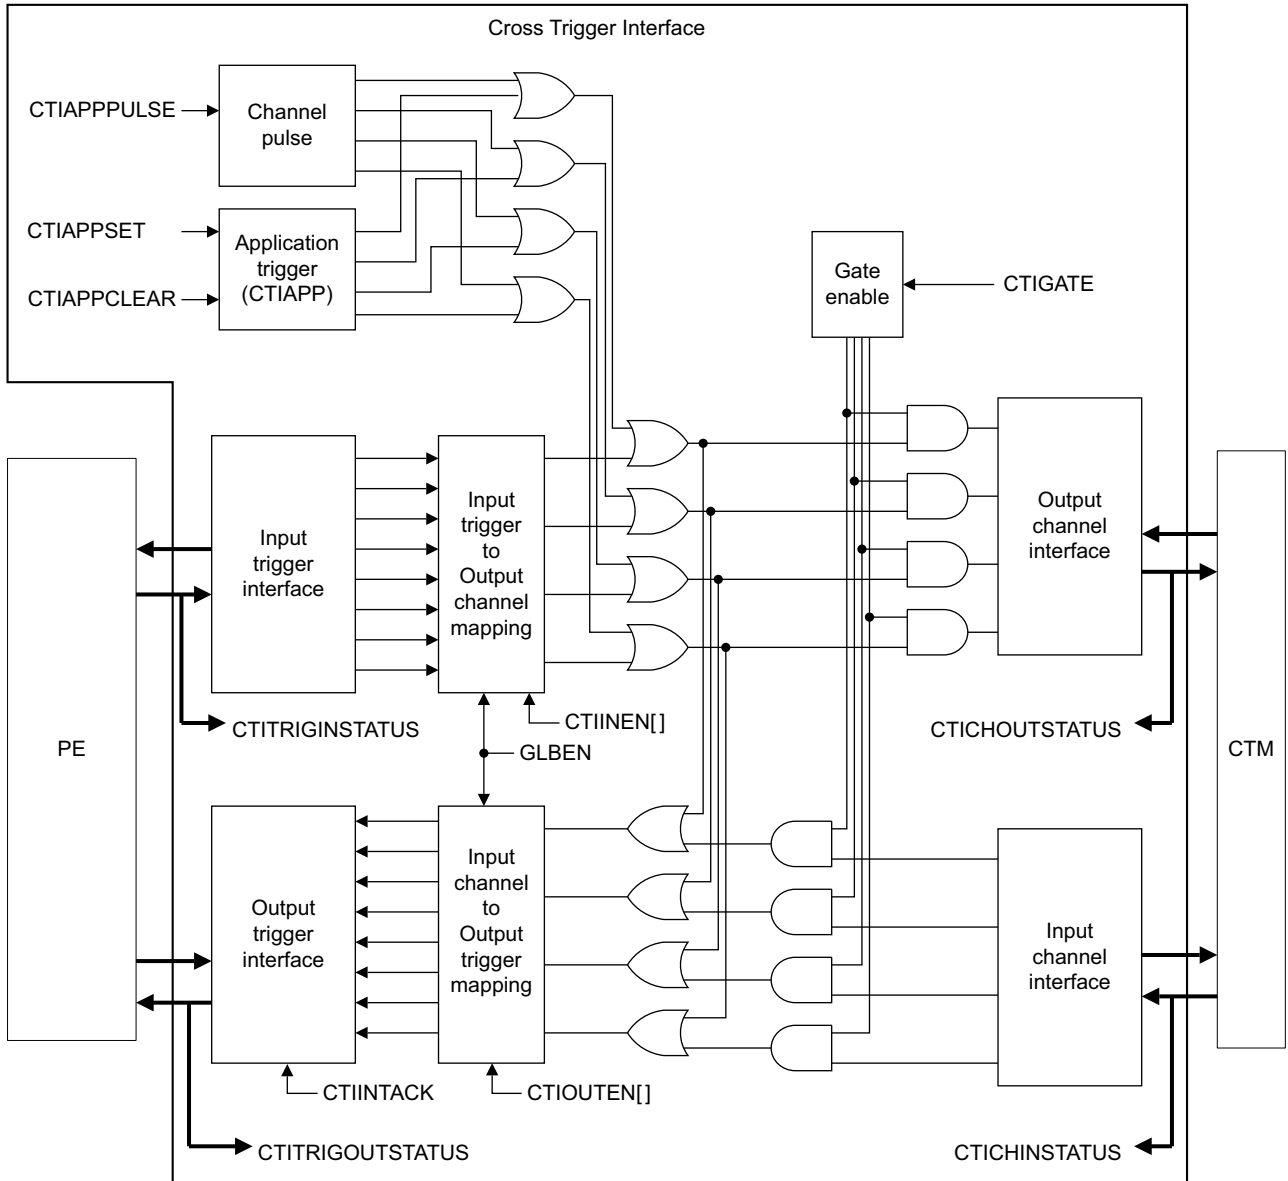 Cross Trigger Interface
CTIAPPPULSE
Channel
pulse
CTIAPPSET
CTIAPPCLEAR
Application
trigger
(CTIAPP)
Gate
enable
CTIGATE
PE
Input
trigger
interface
Input
trigger
to
Output
channel
mapping
Output
channel
interface
CTM
CTITRIGINSTATUS
CTIINEN[]
GLBEN
CTICHOUTSTATUS
Output
trigger
interface
Input
channel
to
Output
trigger
mapping
Input
channel
interface
CTIINTACK
CTIOUTEN[]
CTITRIGOUTSTATUS
CTICHINSTATUS